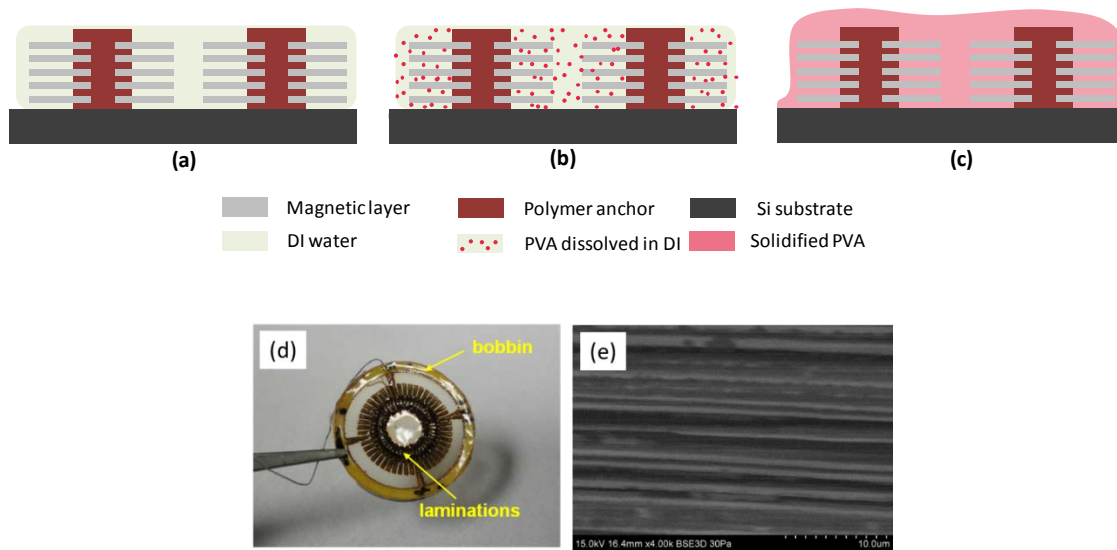 (a)
(b)
(c)
Magnetic layer
Polymer anchor
Si substrate
DI water
PVA dissolved in DI
Solidified PVA
(d)
bobbin
laminations
(e)
15.0kV 16.4mm x4.00k BSE3D 30Pa
10.0um